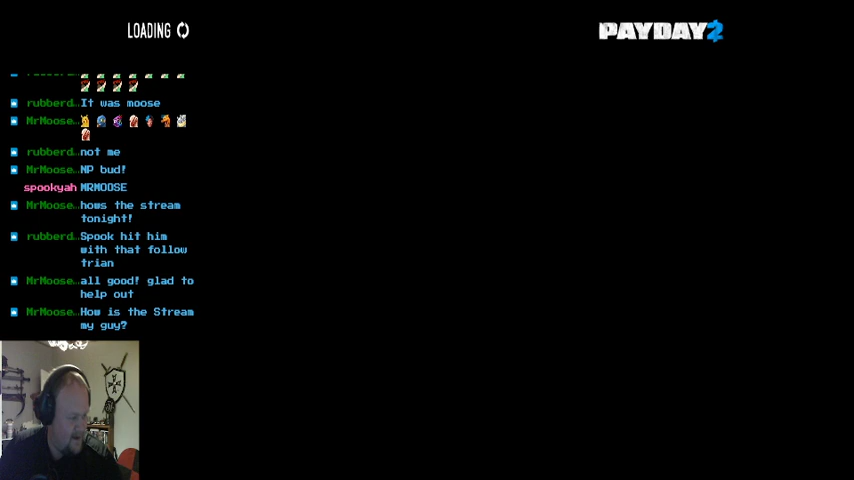 LOADING
PAYDAY 2
rubberd… It was moose
MrMoose…
rubberd… not me
MrMoose… NP bud!
spookyah MRMOOSE
MrMoose… hows the stream
tonight!
rubberd… Spook hit him
with that follow
trian
MrMoose… all good! glad to
help out
MrMoose… How is the Stream
my guy?